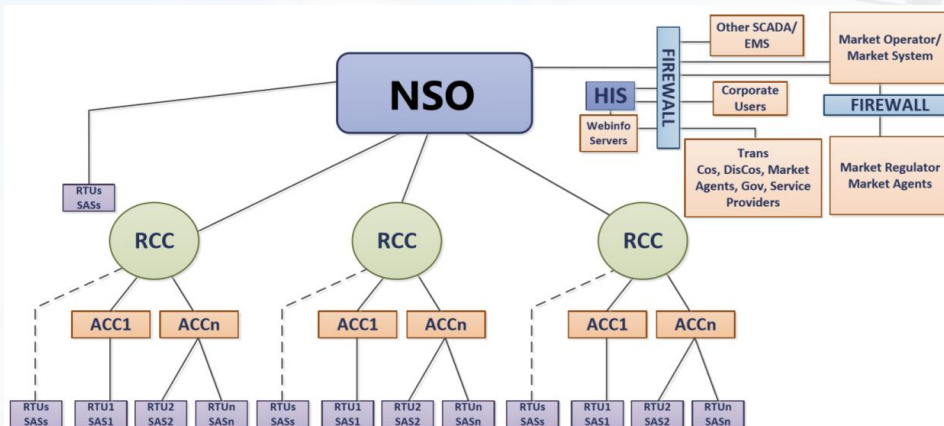 Other SCADA/
EMS
Market Operator/
Market System
NSO
FIREWALL
HIS
Corporate
Users
FIREWALL
Webinfo
Servers
Trans
Cos, DisCos, Market
Agents, Gov, Service
Providers
Market Regulator
Market Agents
RTUs
SASs
RCC
RCC
RCC
ACC1
ACCn
ACC1
ACCn
ACC1
ACCn
RTUs
SASs
RTU1
SAS1
RTU2
SAS2
RTUn
SASn
RTUs
SASs
RTU1
SAS1
RTU2
SAS2
RTUn
SASn
RTUs
SASs
RTU1
SAS1
RTU2
SAS2
RTUn
SASn